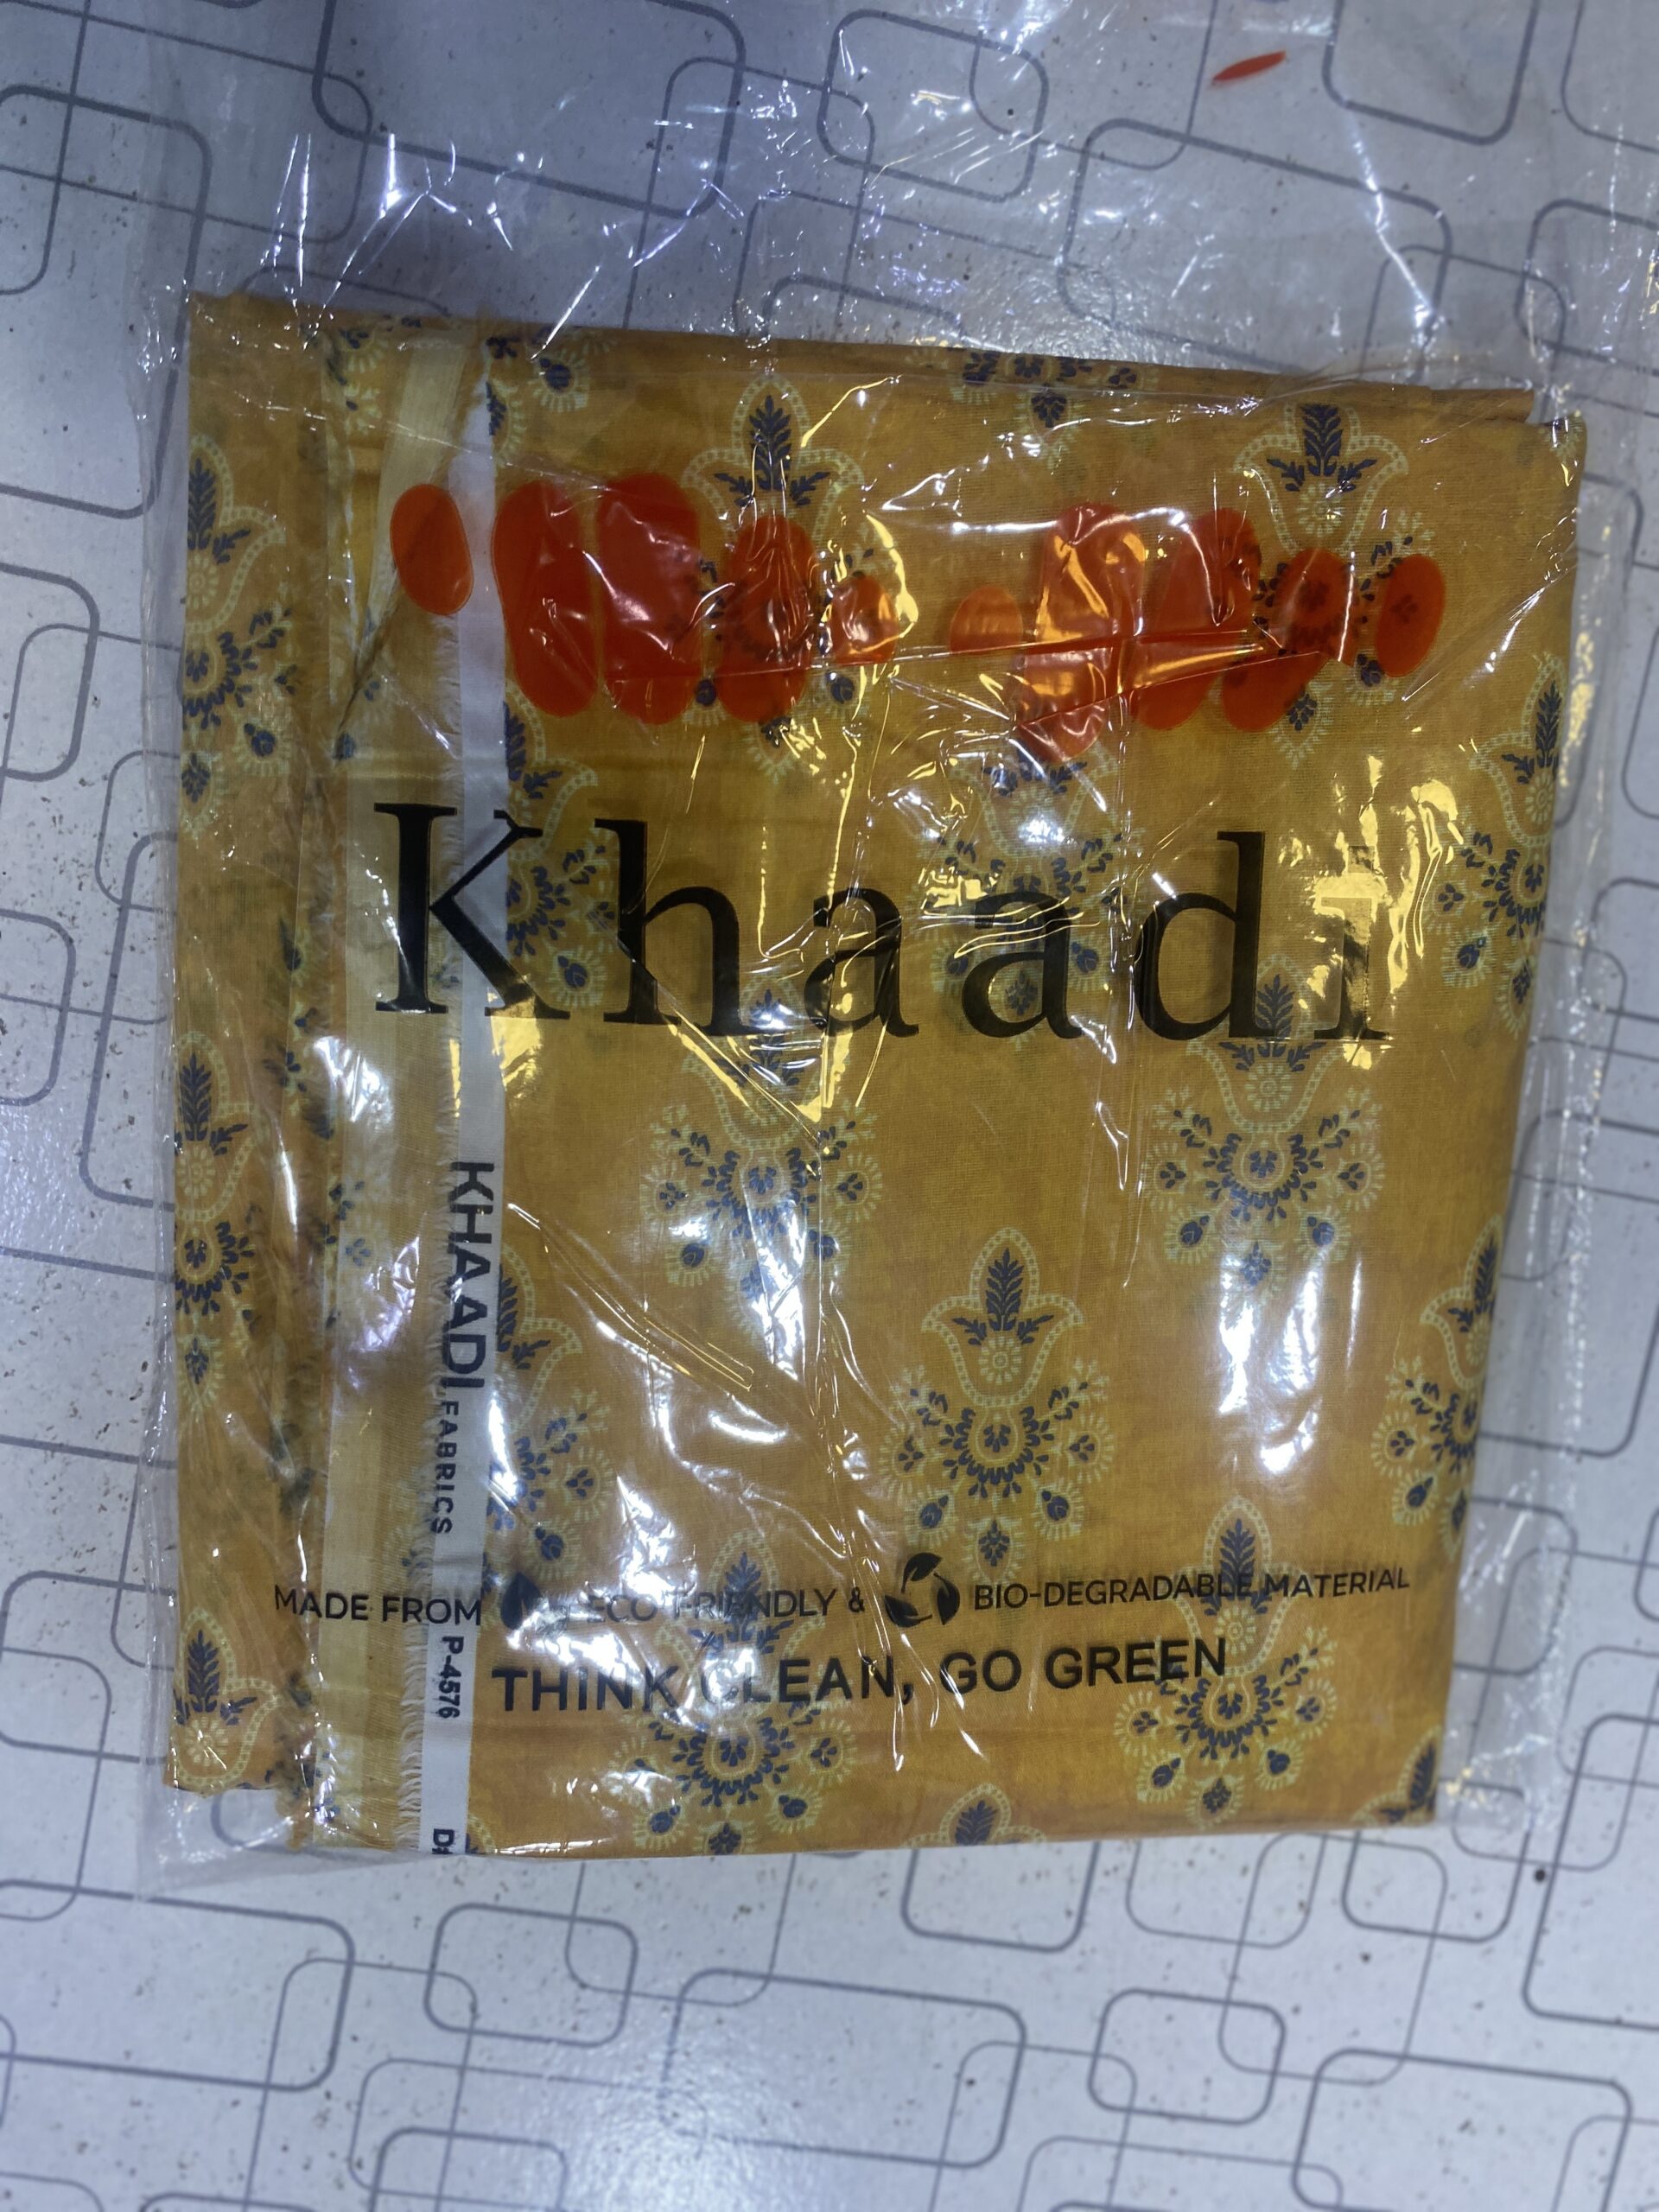 Khaadi
KHAADI FABRICS P-4576
MADE FROM ECO FRIENDLY & BIO-DEGRADABLE MATERIAL
THINK CLEAN, GO GREEN